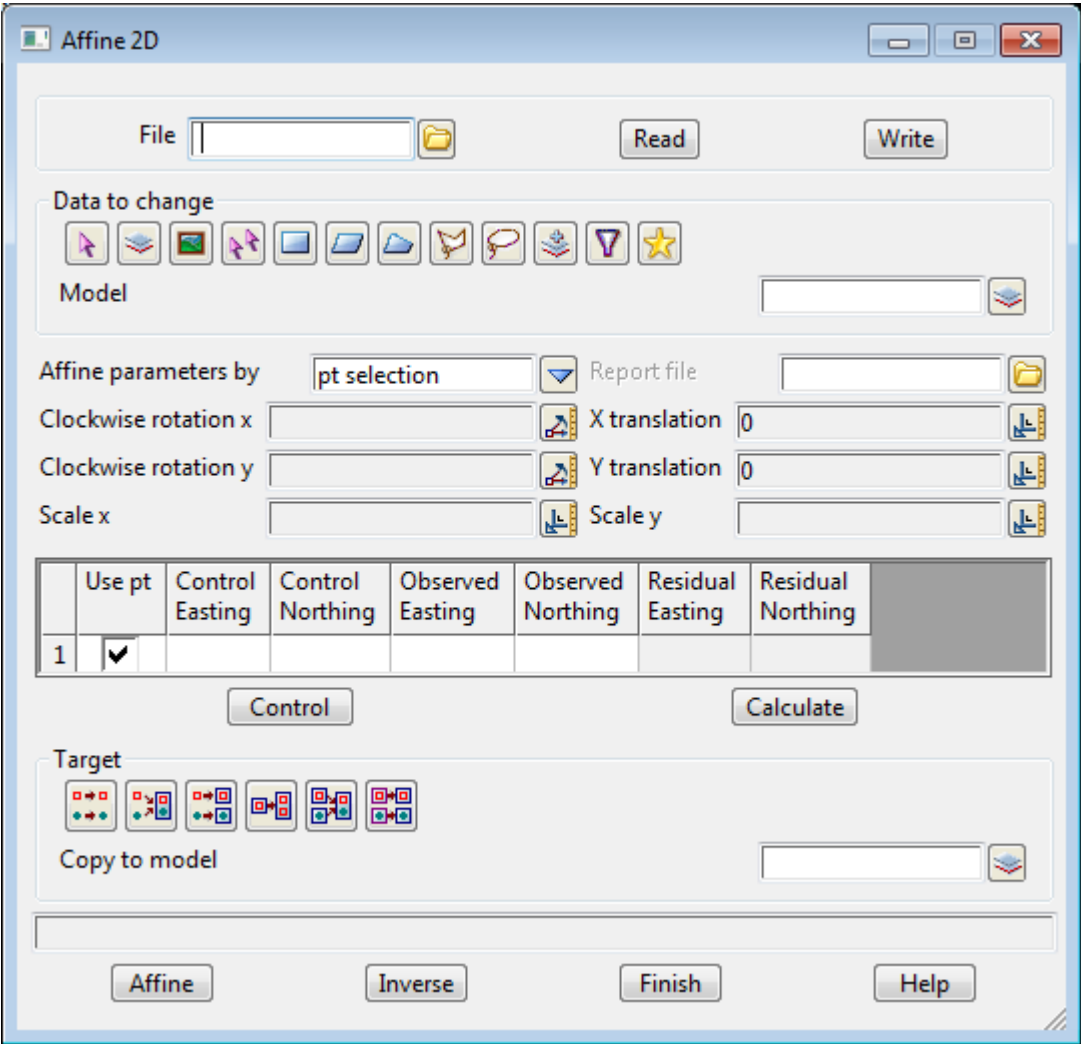 Affine 2D
File Read Write
Data to change
Model
Affine parameters by pt selection Report file
Clockwise rotation x X translation 0
Clockwise rotation y Y translation 0
Scale x Scale y
Use pt Control Easting Control Northing Observed Easting Observed Northing Residual Easting Residual Northing
1
Control Calculate
Target
Copy to model
Affine Inverse Finish Help